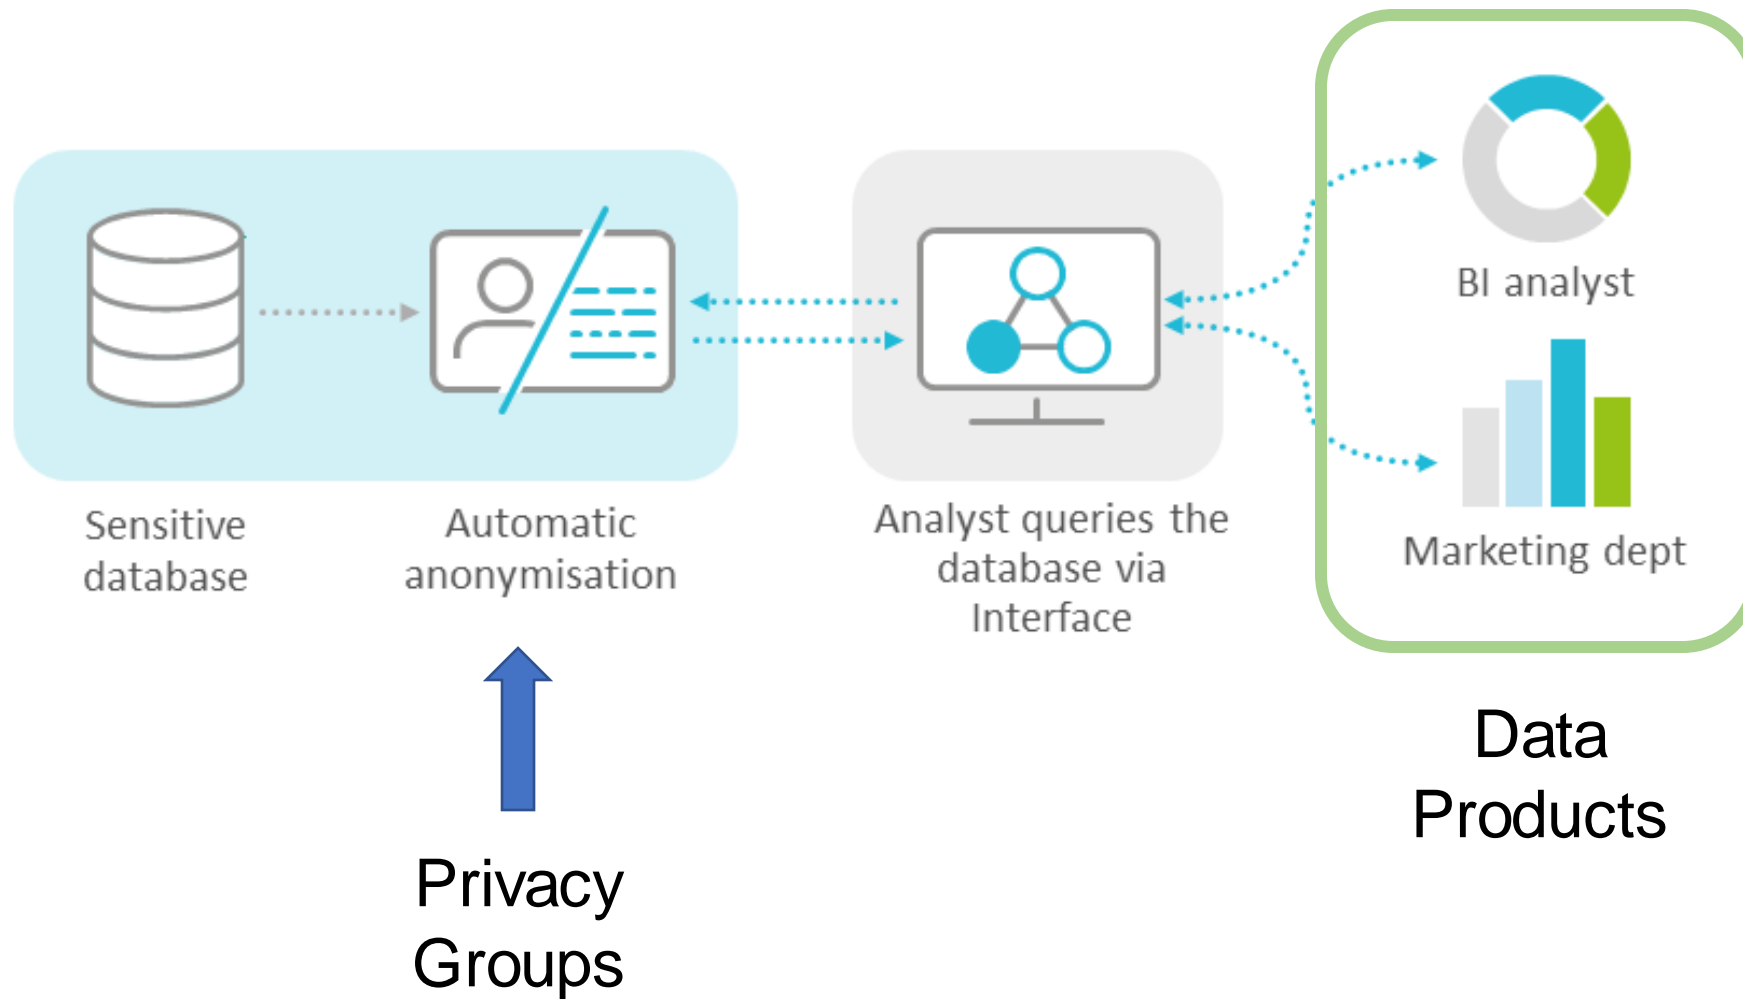 Sensitive
database
Automatic
anonymisation
Analyst queries the
database via
Interface
BI analyst
Marketing dept
Data
Products
Privacy
Groups